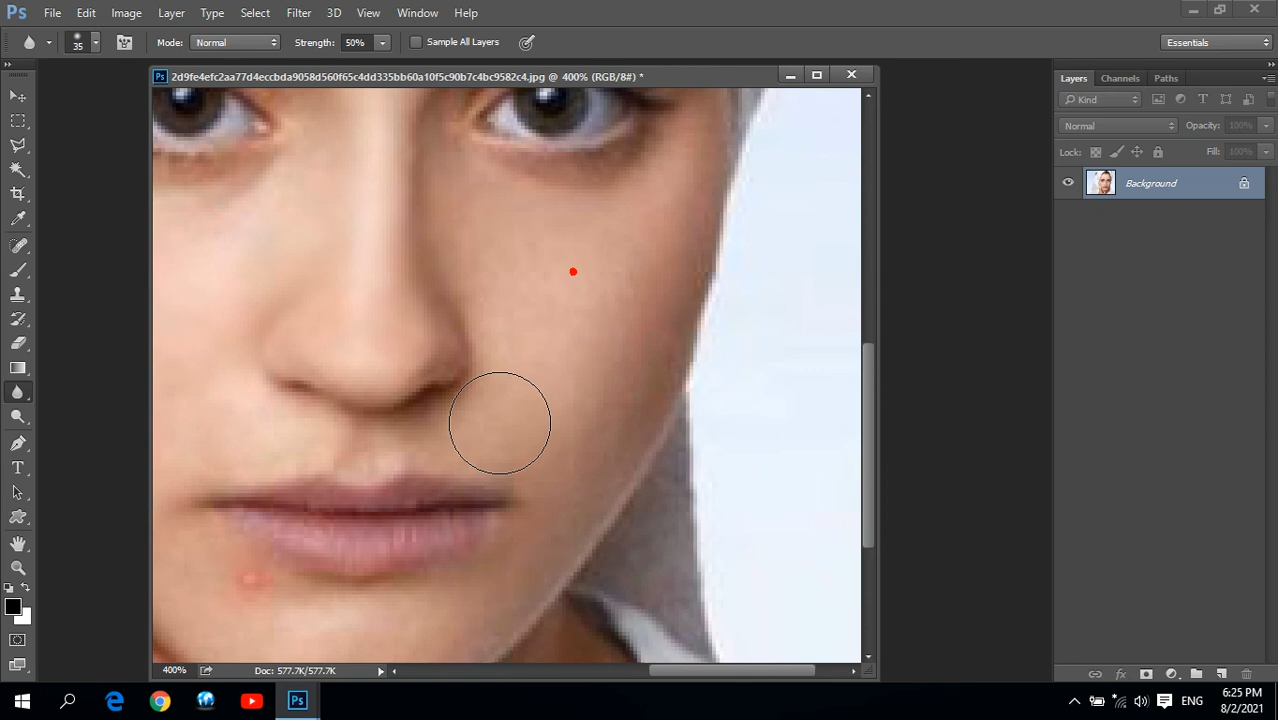 Ps File Edit Image Layer Type Select Filter 3D View Window Help
35 Mode: Normal Strength: 50% Sample All Layers Essentials
Ps 2d9fe4efc2aa77d4eccbda9058d560f65c4dd335bb60a10f5c90b7c4bc9582c4.jpg @ 400% (RGB/8#) *
Layers Channels Paths
Kind
Normal Opacity: 100%
Lock: Fill: 100%
Background
T
400% Doc: 577.7K/577.7K
Ps ENG 6:25 PM
8/2/2021